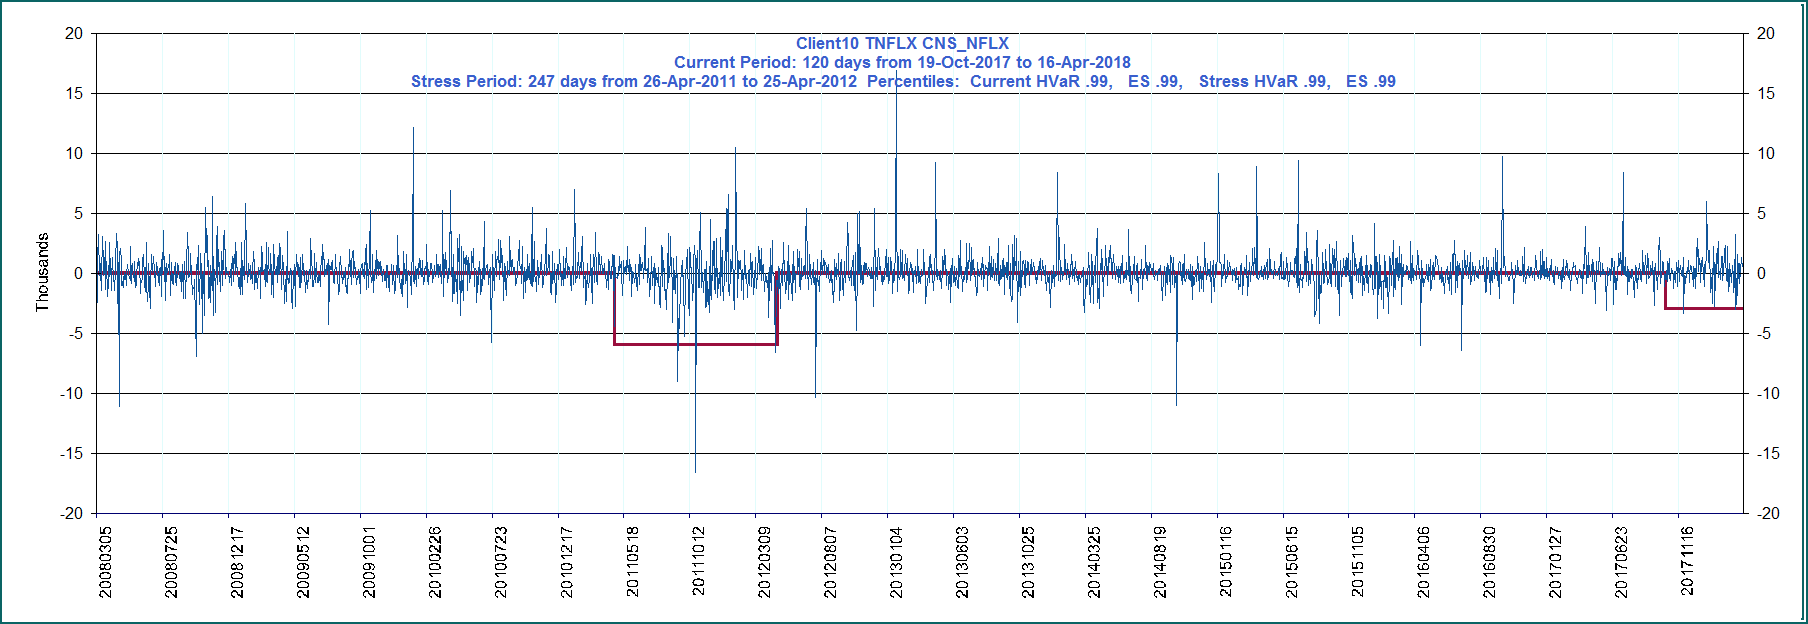 Client10 TNFLX CNS_NFLX
Current Period: 120 days from 19-Oct-2017 to 16-Apr-2018
Stress Period: 247 days from 26-Apr-2011 to 25-Apr-2012  Percentiles:  Current HVaR .99,   ES .99,   Stress HVaR .99,   ES .99
20 20
15 15
10 10
5 5
0 0
-5 -5
-10 -10
-15 -15
-20 -20
Thousands
20080305 20080725 20081217 20090512 20091001 20100226 20100723 20101217 20110518 20111012 20120309 20120807 20130104 20130603 20131025 20140325 20140819 20150116 20150615 20151105 20160406 20160830 20170127 20170623 20171116